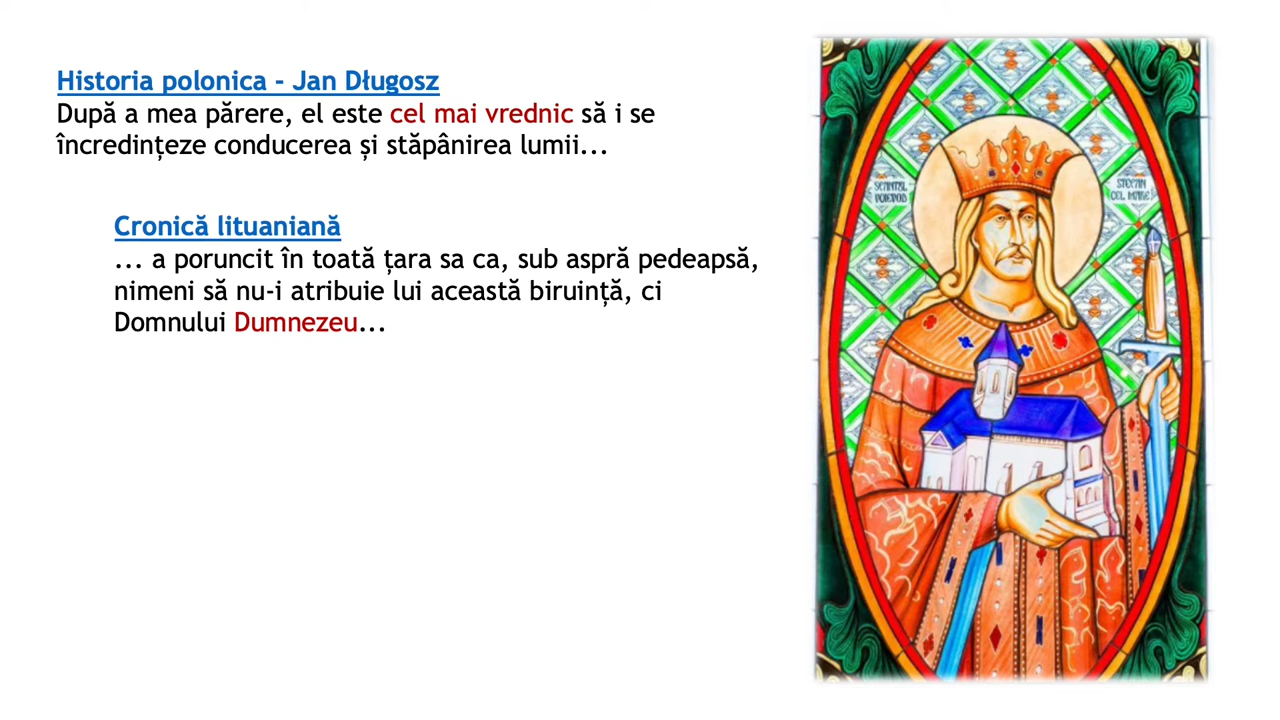 Historia polonica - Jan Długosz
După a mea părere, el este cel mai vrednic să i se
încredințeze conducerea și stăpânirea lumii...
Cronică lituaniană
... a poruncit în toată țara sa ca, sub aspră pedeapsă,
nimeni să nu-i atribuie lui această biruință, ci
Domnului Dumnezeu...
STEFAN
CEL MARE